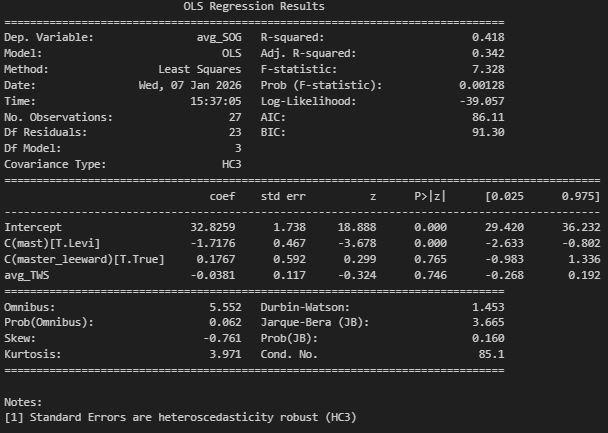 OLS Regression Results
==============================================================================
Dep. Variable:                avg_SOG   R-squared:                       0.418
Model:                            OLS   Adj. R-squared:                  0.342
Method:                 Least Squares   F-statistic:                     7.328
Date:                Wed, 07 Jan 2026   Prob (F-statistic):            0.00128
Time:                        15:37:05   Log-Likelihood:                -39.057
No. Observations:                  27   AIC:                             86.11
Df Residuals:                      23   BIC:                             91.30
Df Model:                           3
Covariance Type:                  HC3
============================================================================================
coef    std err          z      P>|z|      [0.025      0.975]
--------------------------------------------------------------------------------------------
Intercept                   32.8259      1.738     18.888      0.000      29.420      36.232
C(mast)[T.Levi]             -1.7176      0.467     -3.678      0.000      -2.633      -0.802
C(master_leeward)[T.True]    0.1767      0.592      0.299      0.765      -0.983       1.336
avg_TWS                     -0.0381      0.117     -0.324      0.746      -0.268       0.192
==============================================================================
Omnibus:                        5.552   Durbin-Watson:                   1.453
Prob(Omnibus):                  0.062   Jarque-Bera (JB):                3.665
Skew:                          -0.761   Prob(JB):                        0.160
Kurtosis:                       3.971   Cond. No.                         85.1
==============================================================================
Notes:
[1] Standard Errors are heteroscedasticity robust (HC3)